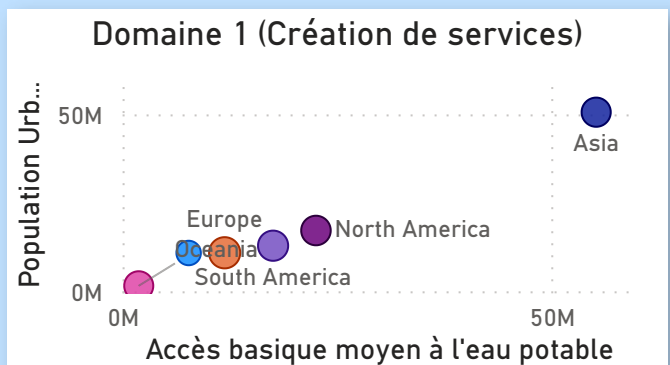 Domaine 1 (Création de services)
Population Urb...
50M
Asia
Europe
North America
Oceania
South America
0M
0M
50M
Accès basique moyen à l'eau potable